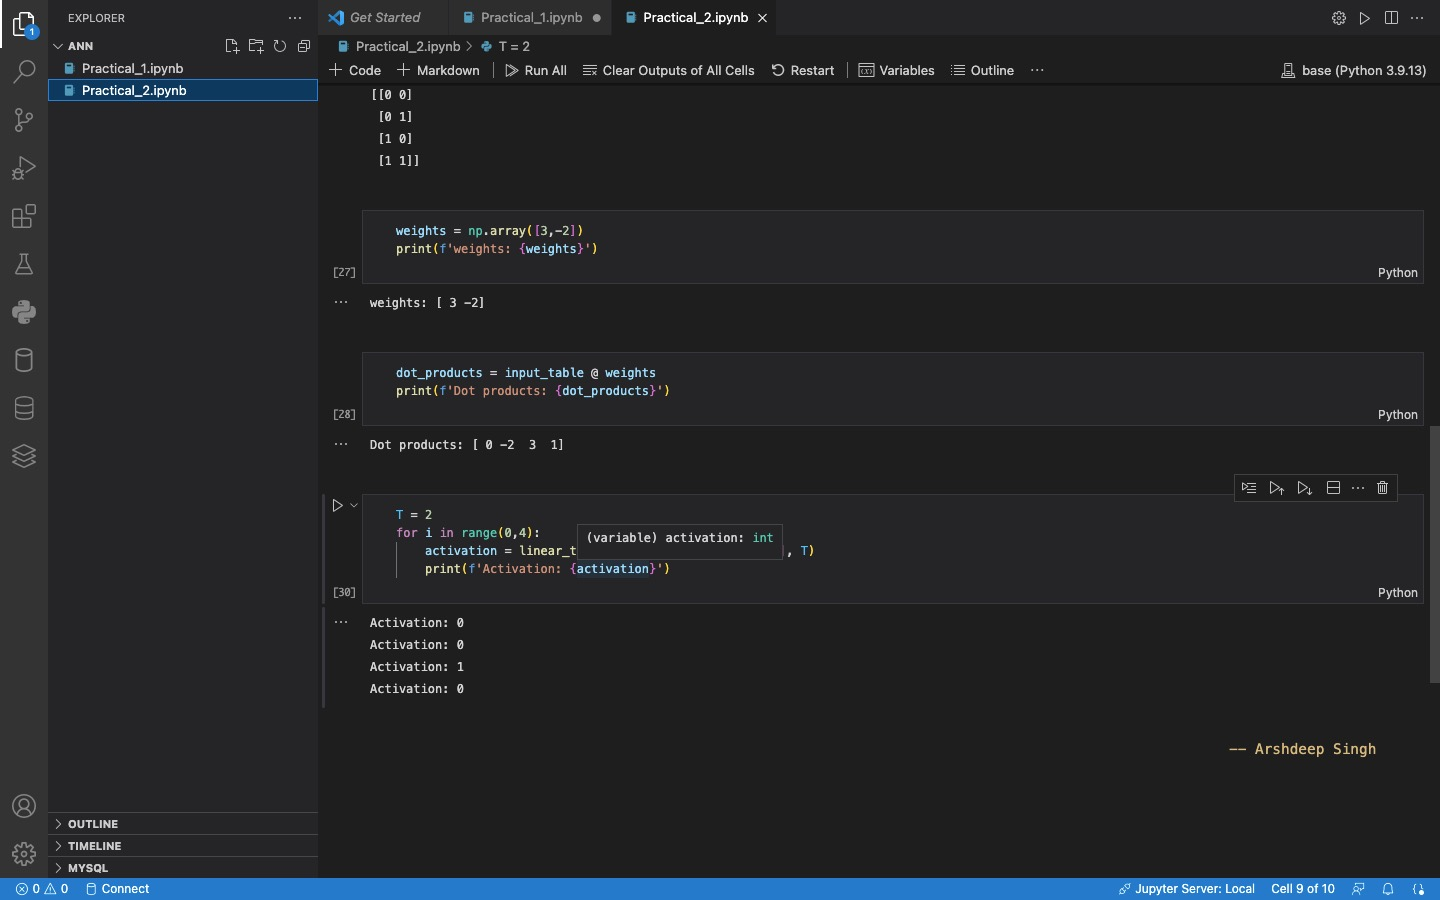 EXPLORER
Get Started
Practical_1.ipynb
Practical_2.ipynb
ANN
Practical_2.ipynb
T = 2
Practical_1.ipynb
Practical_2.ipynb
Code
Markdown
Run All
Clear Outputs of All Cells
Restart
Variables
Outline
base (Python 3.9.13)
[[0 0]
[0 1]
[1 0]
[1 1]]
weights = np.array([3,-2])
print(f'weights: {weights}')
[27]
Python
weights: [ 3 -2]
dot_products = input_table @ weights
print(f'Dot products: {dot_products}')
[28]
Python
Dot products: [ 0 -2  3  1]
T = 2
for i in range(0,4):
(variable) activation: int
activation = linear_t , T)
print(f'Activation: {activation}')
[30]
Python
Activation: 0
Activation: 0
Activation: 1
Activation: 0
-- Arshdeep Singh
OUTLINE
TIMELINE
MYSQL
1
0 0
Connect
Jupyter Server: Local
Cell 9 of 10